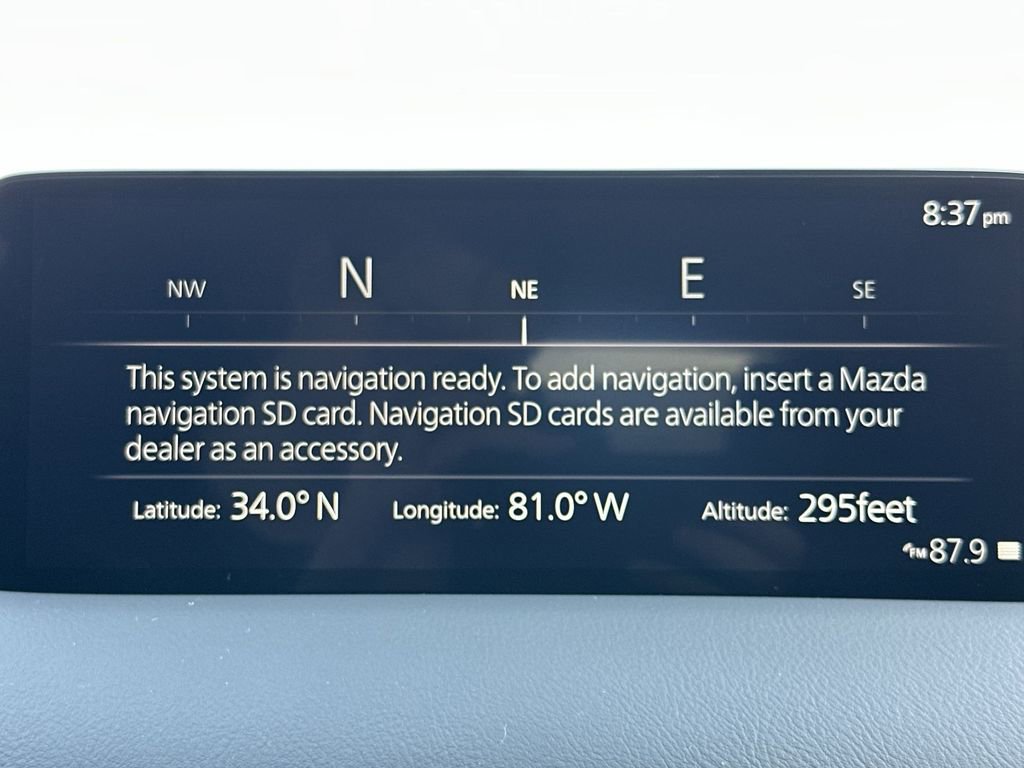 8:37pm
NW N NE E SE
This system is navigation ready. To add navigation, insert a Mazda
navigation SD card. Navigation SD cards are available from your
dealer as an accessory.
Latitude: 34.0° N Longitude: 81.0° W Altitude: 295feet
FM 87.9